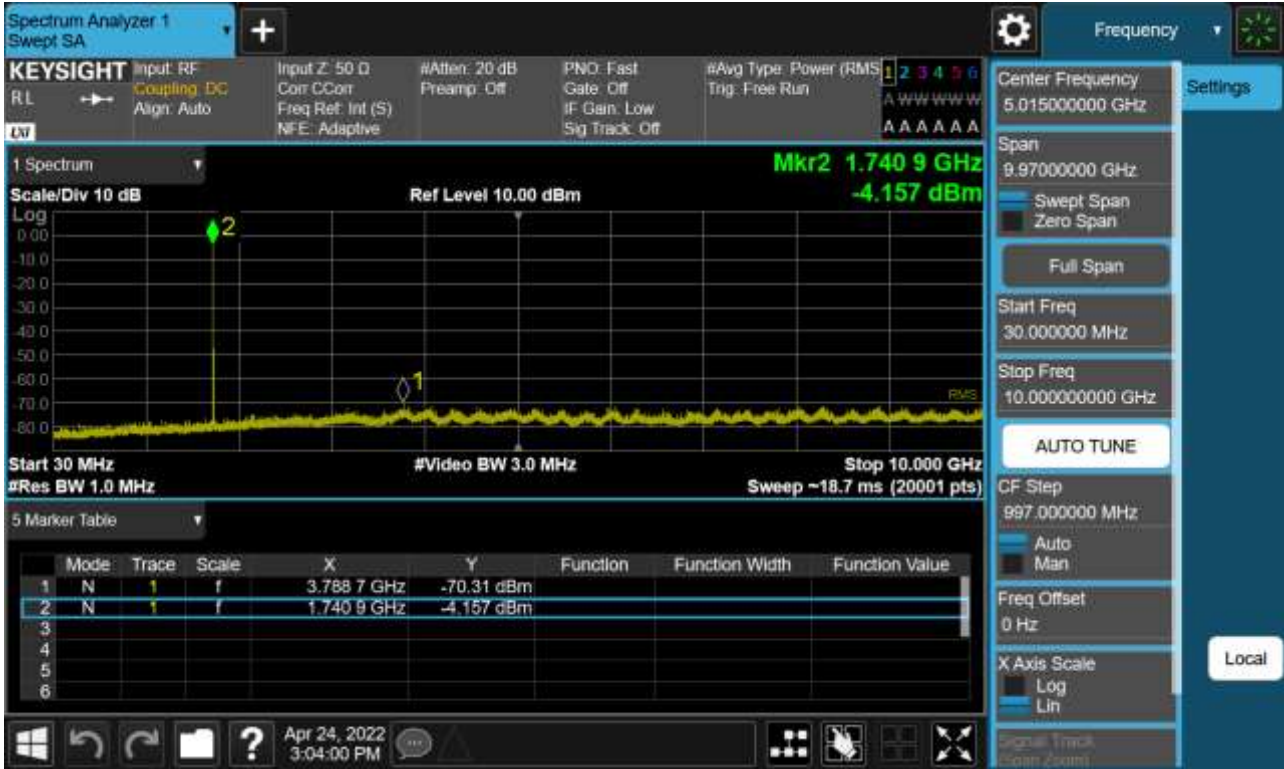 Spectrum Analyzer 1
Swept SA
+
Frequency
KEYSIGHT
RL
LXI
Input: RF
Coupling: DC
Align: Auto
Input Z: 50 Ω
Corr CCorr
Freq Ref: Int (S)
NFE: Adaptive
#Atten: 20 dB
Preamp: Off
PNO: Fast
Gate: Off
IF Gain: Low
Sig Track: Off
#Avg Type: Power (RMS
Trig: Free Run
1 2 3 4 5 6
A W W W W W
A A A A A A
1 Spectrum
Mkr2 1.740 9 GHz
Scale/Div 10 dB
Ref Level 10.00 dBm
-4.157 dBm
Log
0.00
-10.0
-20.0
-30.0
-40.0
-50.0
-60.0
-70.0
-80.0
2
1
RMS
Start 30 MHz
#Video BW 3.0 MHz
Stop 10.000 GHz
#Res BW 1.0 MHz
Sweep ~18.7 ms (20001 pts)
5 Marker Table
Mode Trace Scale X Y Function Function Width Function Value
1 N 1 f 3.788 7 GHz -70.31 dBm
2 N 1 f 1.740 9 GHz -4.157 dBm
3
4
5
6
?
Apr 24, 2022
3:04:00 PM
Center Frequency
5.015000000 GHz
Settings
Span
9.97000000 GHz
Swept Span
Zero Span
Full Span
Start Freq
30.000000 MHz
Stop Freq
10.000000000 GHz
AUTO TUNE
CF Step
997.000000 MHz
Auto
Man
Freq Offset
0 Hz
X Axis Scale
Log
Lin
Local
Signal Track
(Span Zoom)